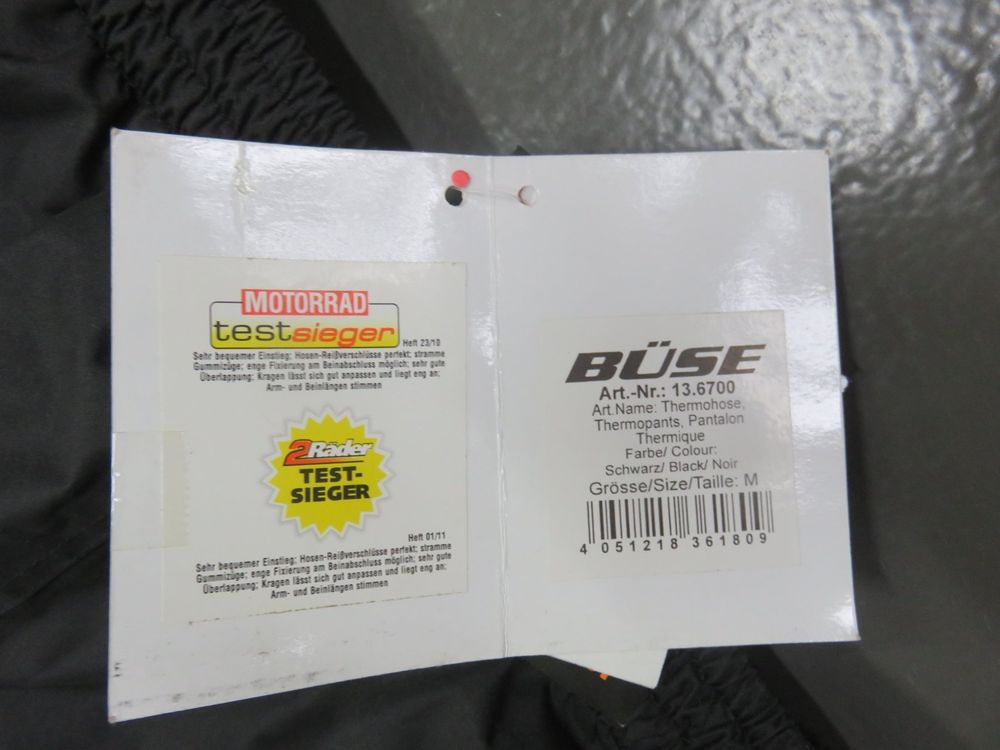 MOTORRAD
testsieger
Heft 23/10
Sehr bequemer Einstieg; Hosen-Reißverschlüsse perfekt; stramme
Gummizüge; enge Fixierung am Beinabschluss möglich; sehr gute
Überlappung; Kragen lässt sich gut anpassen und liegt eng an;
Arm- und Beinlängen stimmen
2Räder
TEST-
SIEGER
Heft 01/11
Sehr bequemer Einstieg; Hosen-Reißverschlüsse perfekt; stramme
Gummizüge; enge Fixierung am Beinabschluss möglich; sehr gute
Überlappung; Kragen lässt sich gut anpassen und liegt eng an;
Arm- und Beinlängen stimmen
BÜSE
Art.-Nr.: 13.6700
Art.Name: Thermohose,
Thermopants, Pantalon
Thermique
Farbe/ Colour:
Schwarz/ Black/ Noir
Grösse/Size/Taille: M
4 051218 361809